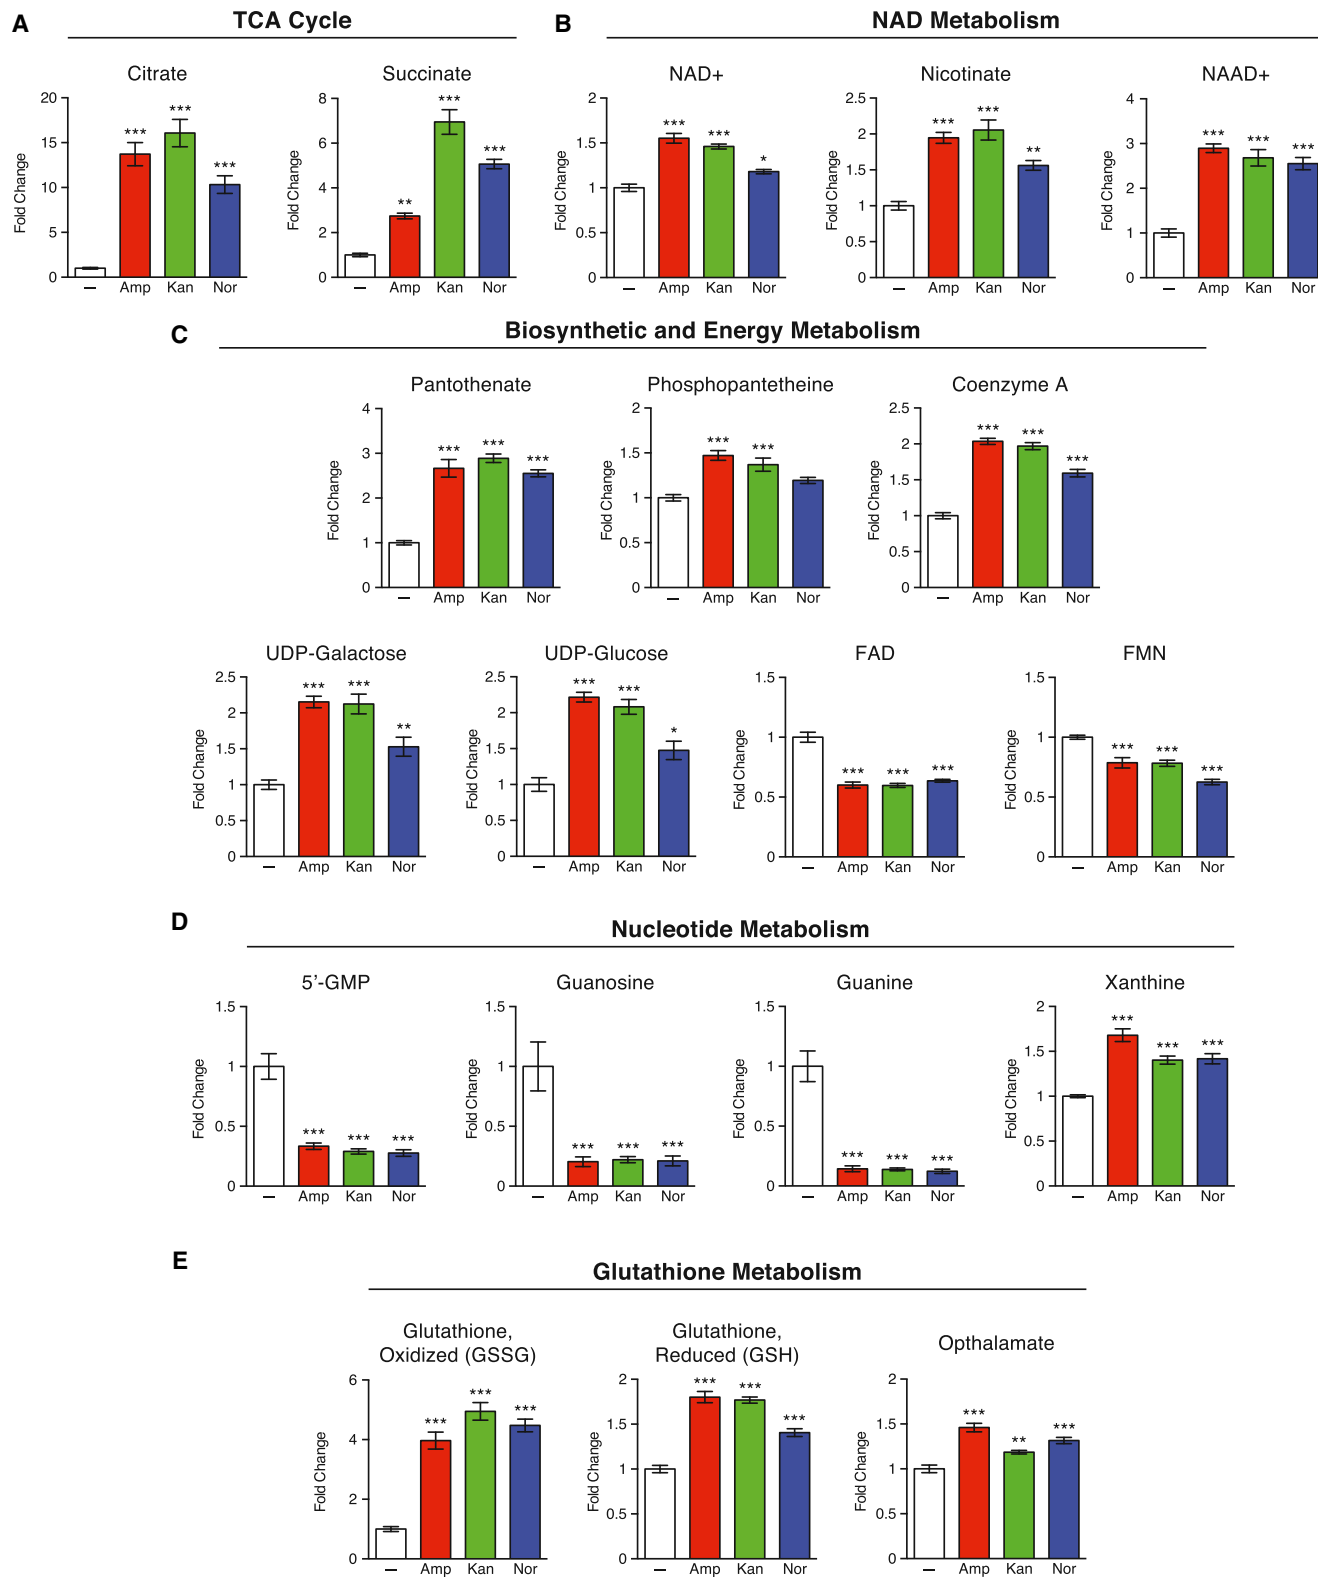 A
TCA Cycle
B
NAD Metabolism
Citrate
Succinate
NAD+
Nicotinate
NAAD+
Fold Change
20
15
10
5
0
***
***
***
– Amp Kan Nor
Fold Change
8
6
4
2
0
**
***
***
– Amp Kan Nor
Fold Change
2
1.5
1
0.5
0
***
***
*
– Amp Kan Nor
Fold Change
2.5
2
1.5
1
0.5
0
***
***
**
– Amp Kan Nor
Fold Change
4
3
2
1
0
***
***
***
– Amp Kan Nor
C
Biosynthetic and Energy Metabolism
Pantothenate
Phosphopantetheine
Coenzyme A
Fold Change
4
3
2
1
0
***
***
***
– Amp Kan Nor
Fold Change
2
1.5
1
0.5
0
***
***
– Amp Kan Nor
Fold Change
2.5
2
1.5
1
0.5
0
***
***
***
– Amp Kan Nor
UDP-Galactose
UDP-Glucose
FAD
FMN
Fold Change
2.5
2
1.5
1
0.5
0
***
***
**
– Amp Kan Nor
Fold Change
2.5
2
1.5
1
0.5
0
***
***
*
– Amp Kan Nor
Fold Change
1.5
1
0.5
0
***
***
***
– Amp Kan Nor
Fold Change
1.5
1
0.5
0
***
***
***
– Amp Kan Nor
D
Nucleotide Metabolism
5’-GMP
Guanosine
Guanine
Xanthine
Fold Change
1.5
1
0.5
0
***
***
***
– Amp Kan Nor
Fold Change
1.5
1
0.5
0
***
***
***
– Amp Kan Nor
Fold Change
1.5
1
0.5
0
***
***
***
– Amp Kan Nor
Fold Change
2
1.5
1
0.5
0
***
***
***
– Amp Kan Nor
E
Glutathione Metabolism
Glutathione,
Oxidized (GSSG)
Glutathione,
Reduced (GSH)
Opthalamate
Fold Change
6
4
2
0
***
***
***
– Amp Kan Nor
Fold Change
2
1.5
1
0.5
0
***
***
***
– Amp Kan Nor
Fold Change
2
1.5
1
0.5
0
***
**
***
– Amp Kan Nor